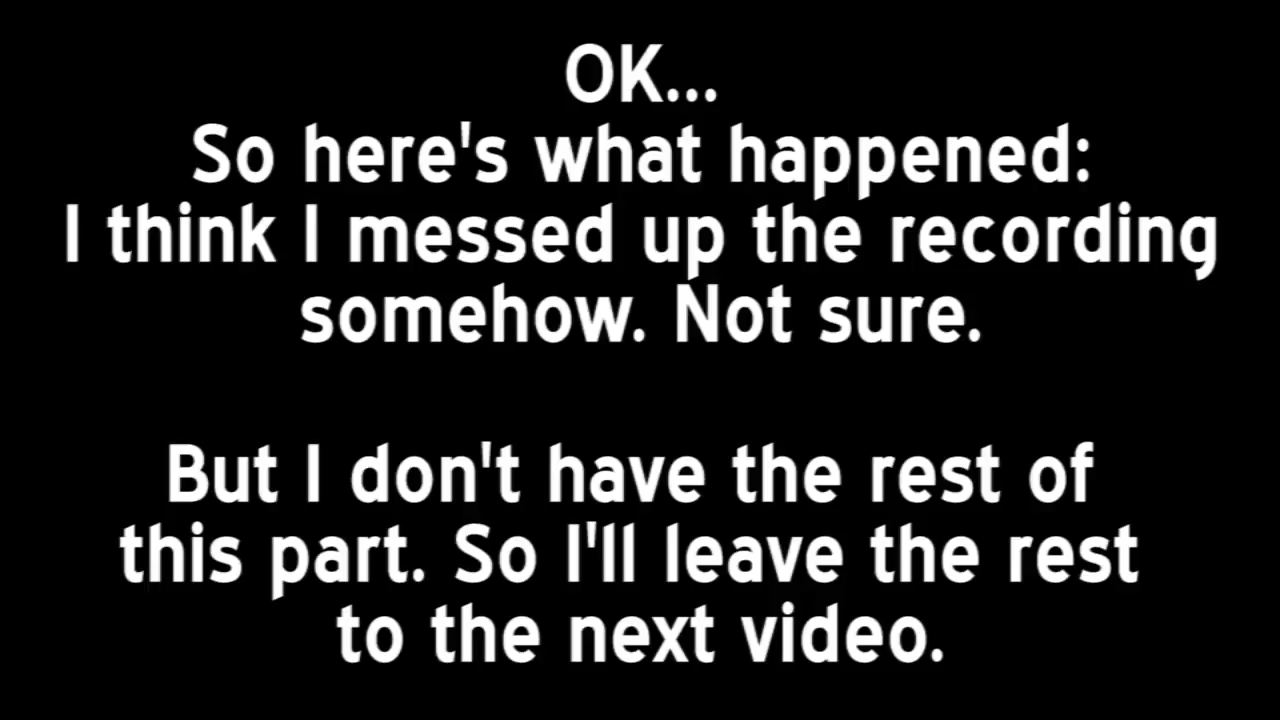 OK...
So here's what happened:
I think I messed up the recording
somehow. Not sure.
But I don't have the rest of
this part. So I'll leave the rest
to the next video.